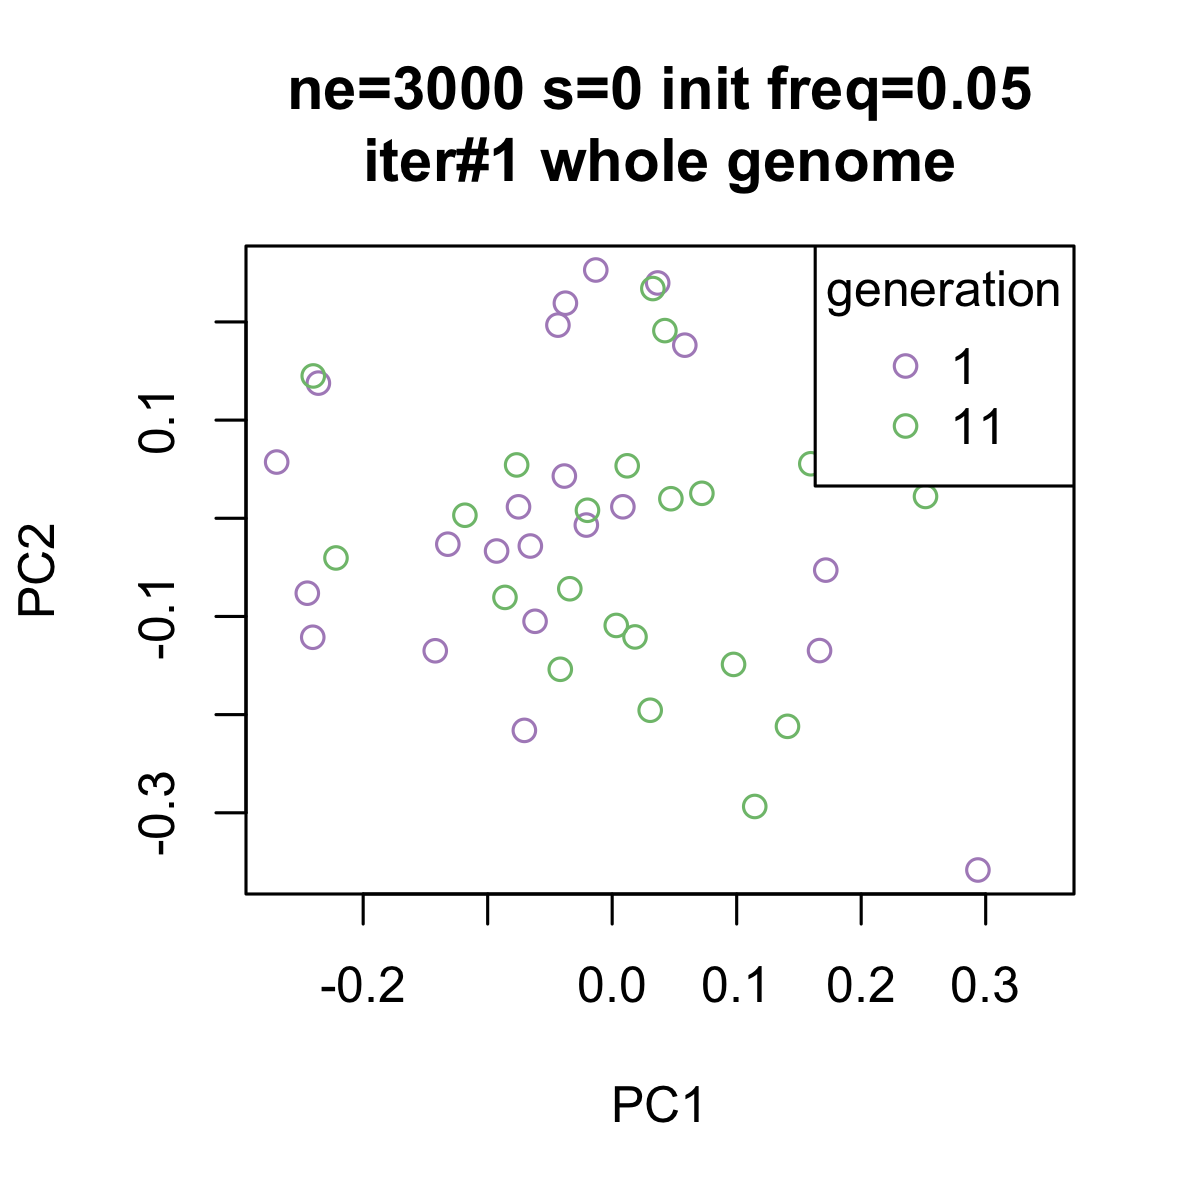 ne=3000 s=0 init freq=0.05
iter#1 whole genome
generation
1
11
0.1
-0.1
-0.3
PC2
-0.2
0.0
0.1
0.2
0.3
PC1